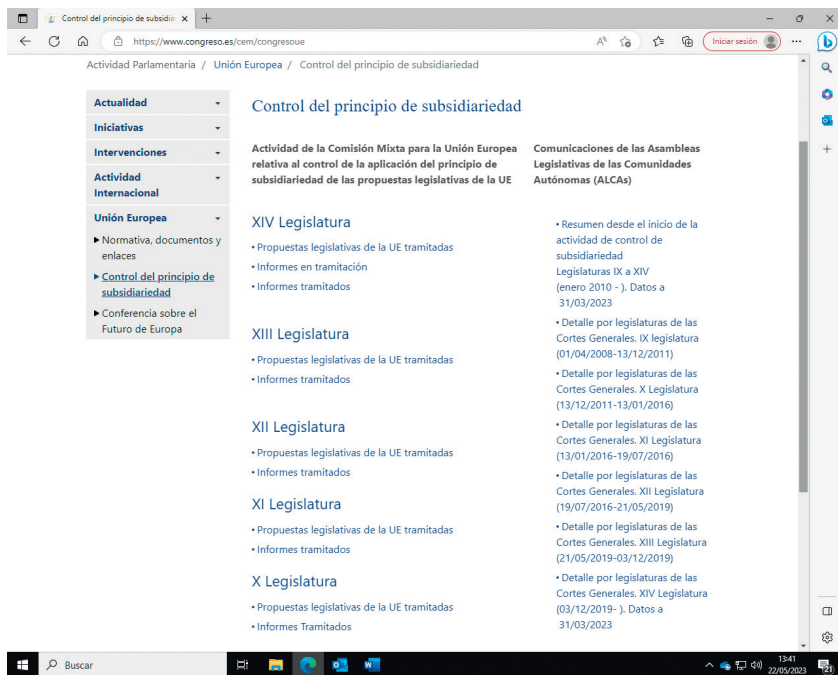 Control del principio de subsidia
https://www.congreso.es/cem/congresoue
Iniciar sesión
Actividad Parlamentaria / Unión Europea / Control del principio de subsidiariedad
Actualidad
Iniciativas
Intervenciones
Actividad
Internacional
Unión Europea
Normativa, documentos y
enlaces
Control del principio de
subsidiariedad
Conferencia sobre el
Futuro de Europa
Control del principio de subsidiariedad
Actividad de la Comisión Mixta para la Unión Europea
relativa al control de la aplicación del principio de
subsidiariedad de las propuestas legislativas de la UE
XIV Legislatura
• Propuestas legislativas de la UE tramitadas
• Informes en tramitación
• Informes tramitados
XIII Legislatura
• Propuestas legislativas de la UE tramitadas
• Informes tramitados
XII Legislatura
• Propuestas legislativas de la UE tramitadas
• Informes tramitados
XI Legislatura
• Propuestas legislativas de la UE tramitadas
• Informes tramitados
X Legislatura
• Propuestas legislativas de la UE tramitadas
• Informes Tramitados
Comunicaciones de las Asambleas
Legislativas de las Comunidades
Autónomas (ALCAs)
• Resumen desde el inicio de la
actividad de control de
subsidiariedad
Legislaturas IX a XIV
(enero 2010 - ). Datos a
31/03/2023
• Detalle por legislaturas de las
Cortes Generales. IX legislatura
(01/04/2008-13/12/2011)
• Detalle por legislaturas de las
Cortes Generales. X Legislatura
(13/12/2011-13/01/2016)
• Detalle por legislaturas de las
Cortes Generales. XI Legislatura
(13/01/2016-19/07/2016)
• Detalle por legislaturas de las
Cortes Generales. XII Legislatura
(19/07/2016-21/05/2019)
• Detalle por legislaturas de las
Cortes Generales. XIII Legislatura
(21/05/2019-03/12/2019)
• Detalle por legislaturas de las
Cortes Generales. XIV Legislatura
(03/12/2019- ). Datos a
31/03/2023
Buscar
13:41
22/05/2023
21